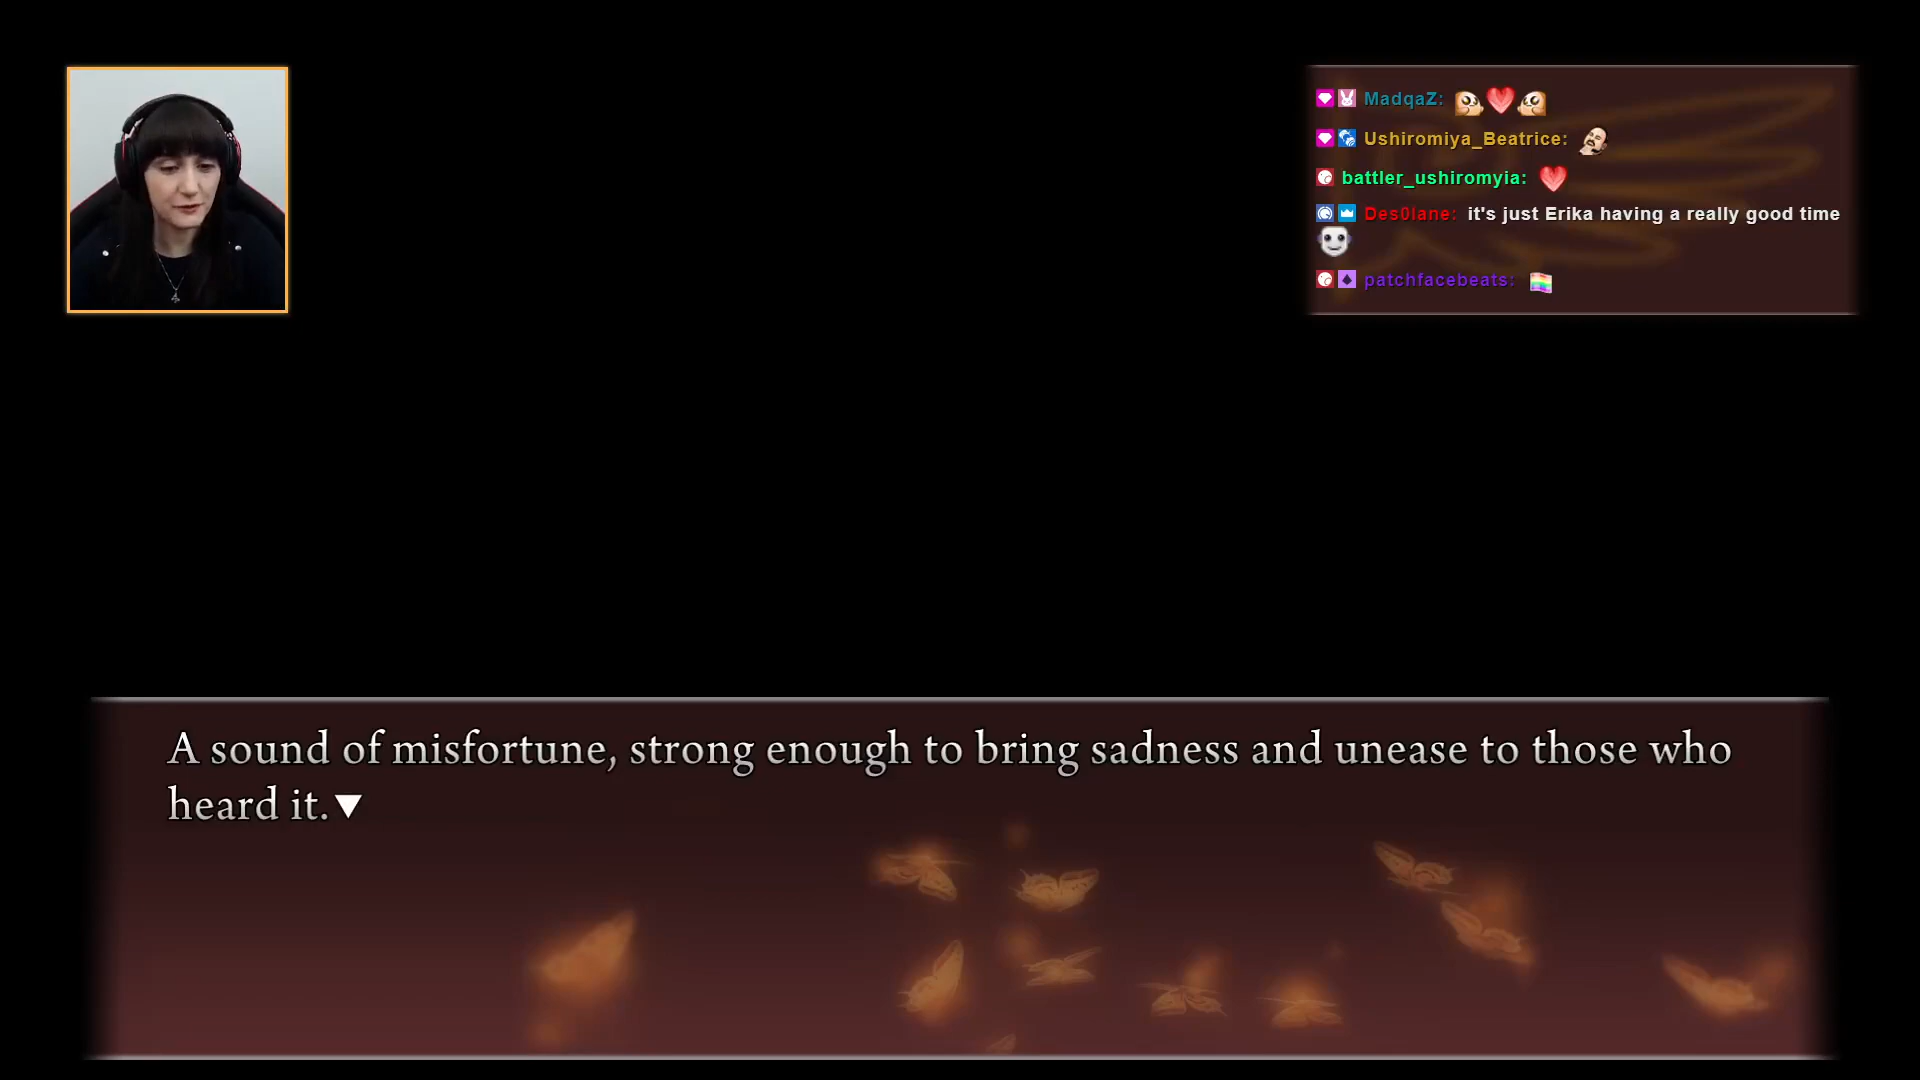 MadqaZ:
Ushiromiya_Beatrice:
battler_ushiromyia:
Des0lane: it's just Erika having a really good time
patchfacebeats:
A sound of misfortune, strong enough to bring sadness and unease to those who
heard it.